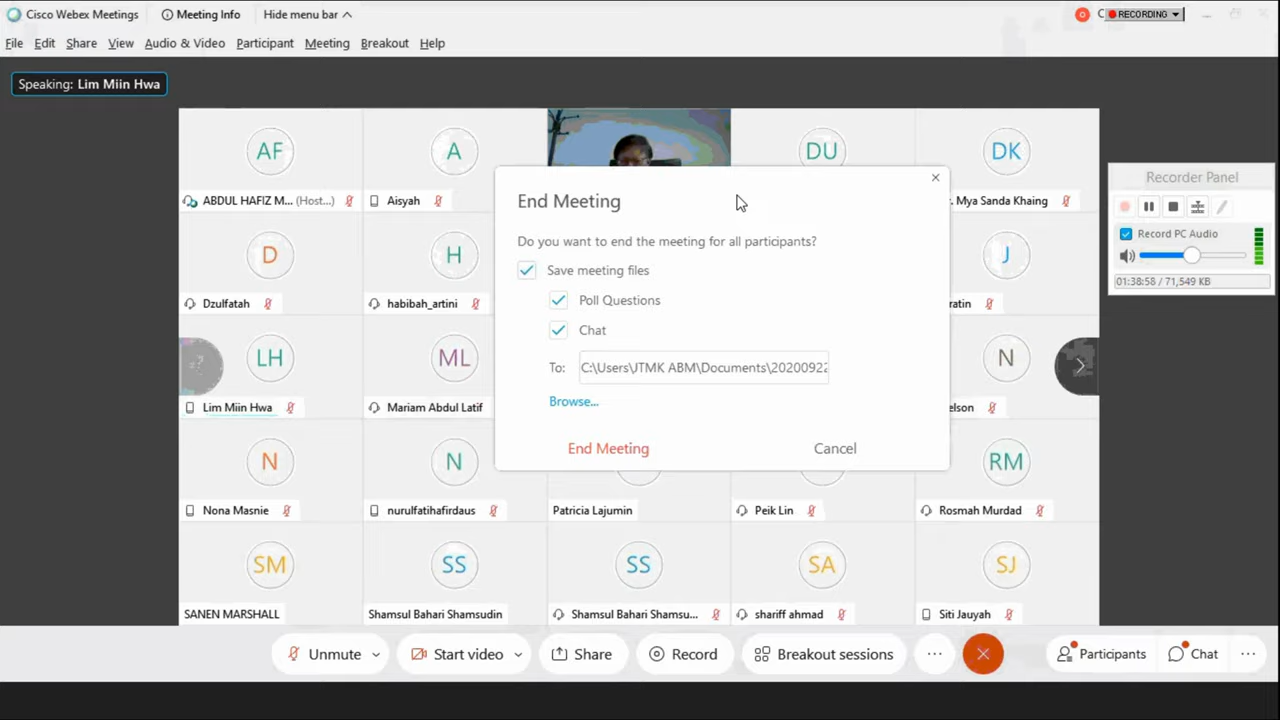 Cisco Webex Meetings
Meeting Info
Hide menu bar
RECORDING
File Edit Share View Audio & Video Participant Meeting Breakout Help
Speaking: Lim Miin Hwa
AF
A
DU
DK
ABDUL HAFIZ M... (Host...)
Aisyah
Mya Sanda Khaing
Recorder Panel
Record PC Audio
01:38:58 / 71,549 KB
End Meeting
Do you want to end the meeting for all participants?
Save meeting files
Poll Questions
Chat
To: C:\Users\JTMK ABM\Documents\20200922
Browse...
End Meeting
Cancel
D
H
J
Dzulfatah
habibah_artini
ratin
LH
ML
N
Lim Miin Hwa
Mariam Abdul Latif
elson
N
N
RM
Nona Masnie
nurulfatihafirdaus
Patricia Lajumin
Peik Lin
Rosmah Murdad
SM
SS
SS
SA
SJ
SANEN MARSHALL
Shamsul Bahari Shamsudin
Shamsul Bahari Shamsu...
shariff ahmad
Siti Jauyah
Unmute
Start video
Share
Record
Breakout sessions
...
Participants
Chat
...